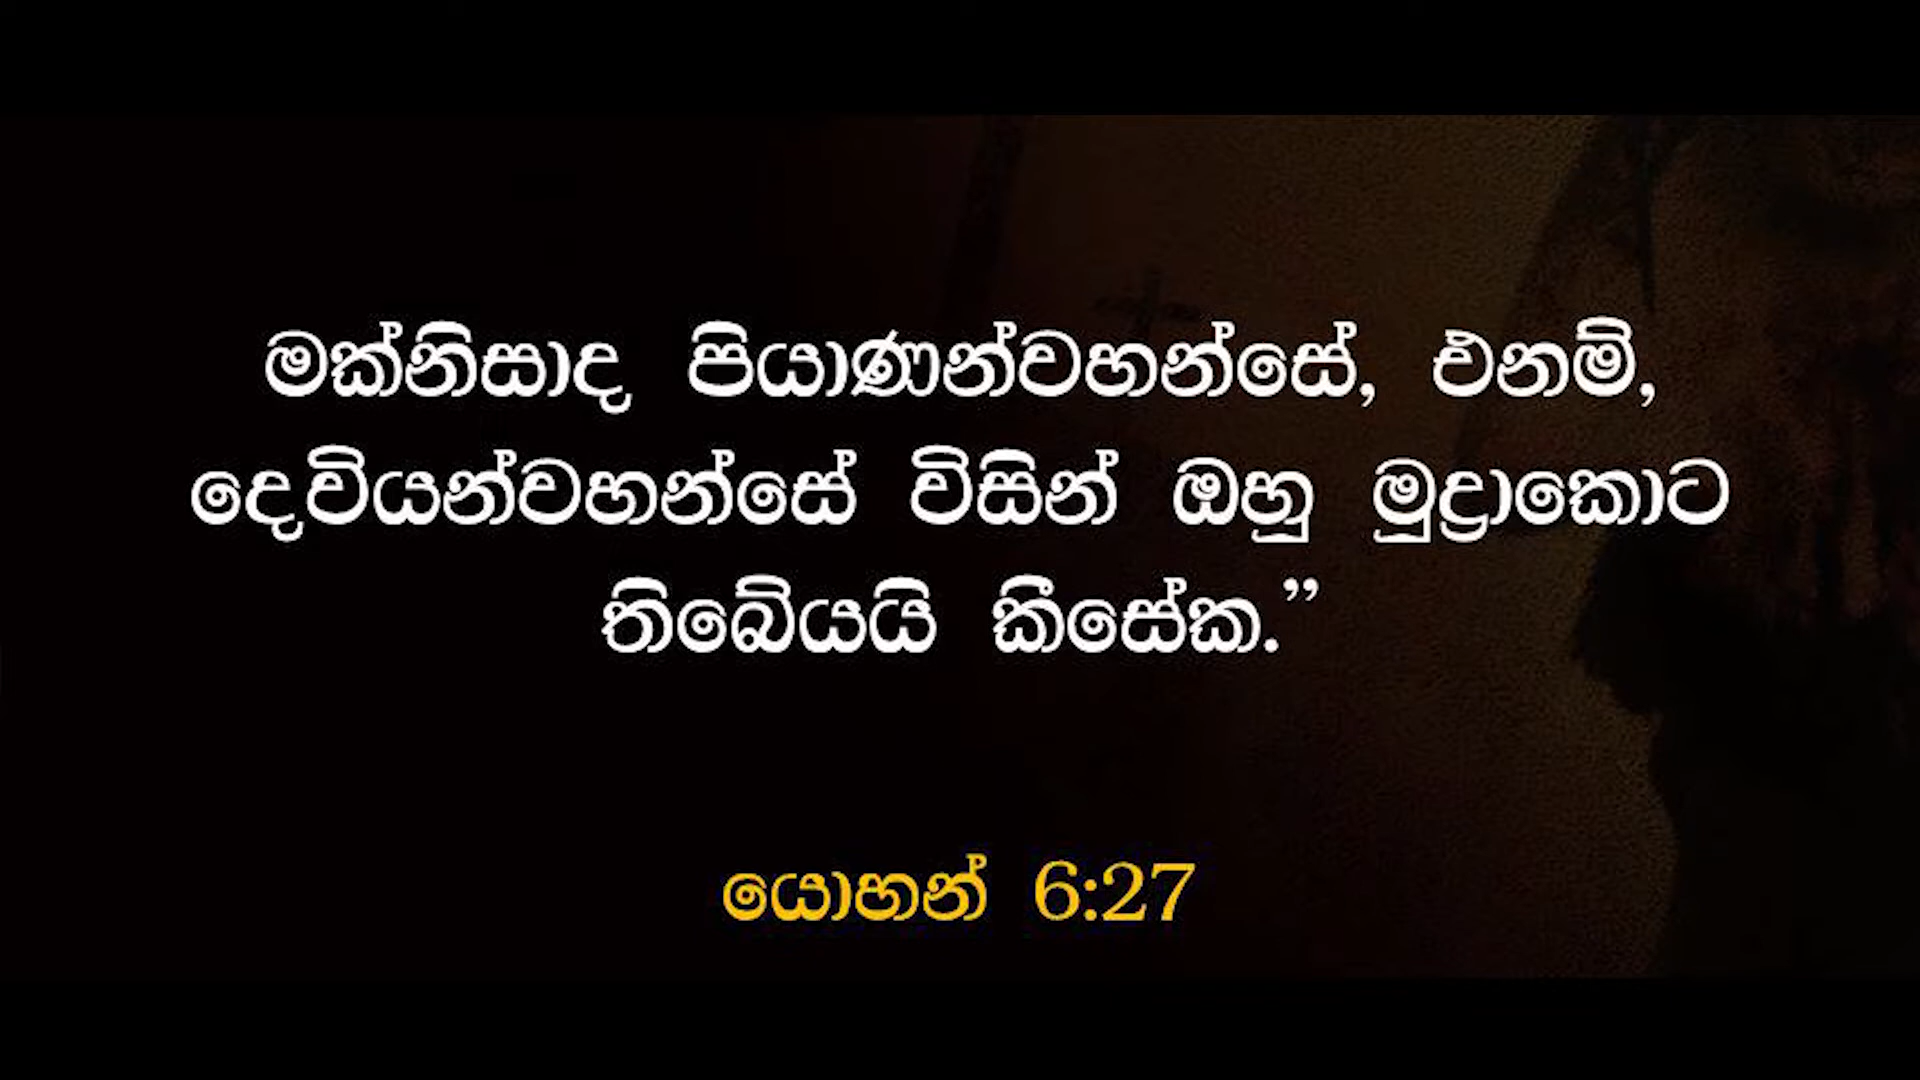 මක්නිසාද පියාණන්වහන්සේ, එනම්,
දෙවියන්වහන්සේ විසින් ඔහු මුද්‍රාකොට
තිබේයයි කීසේක.”
යොහන් 6:27